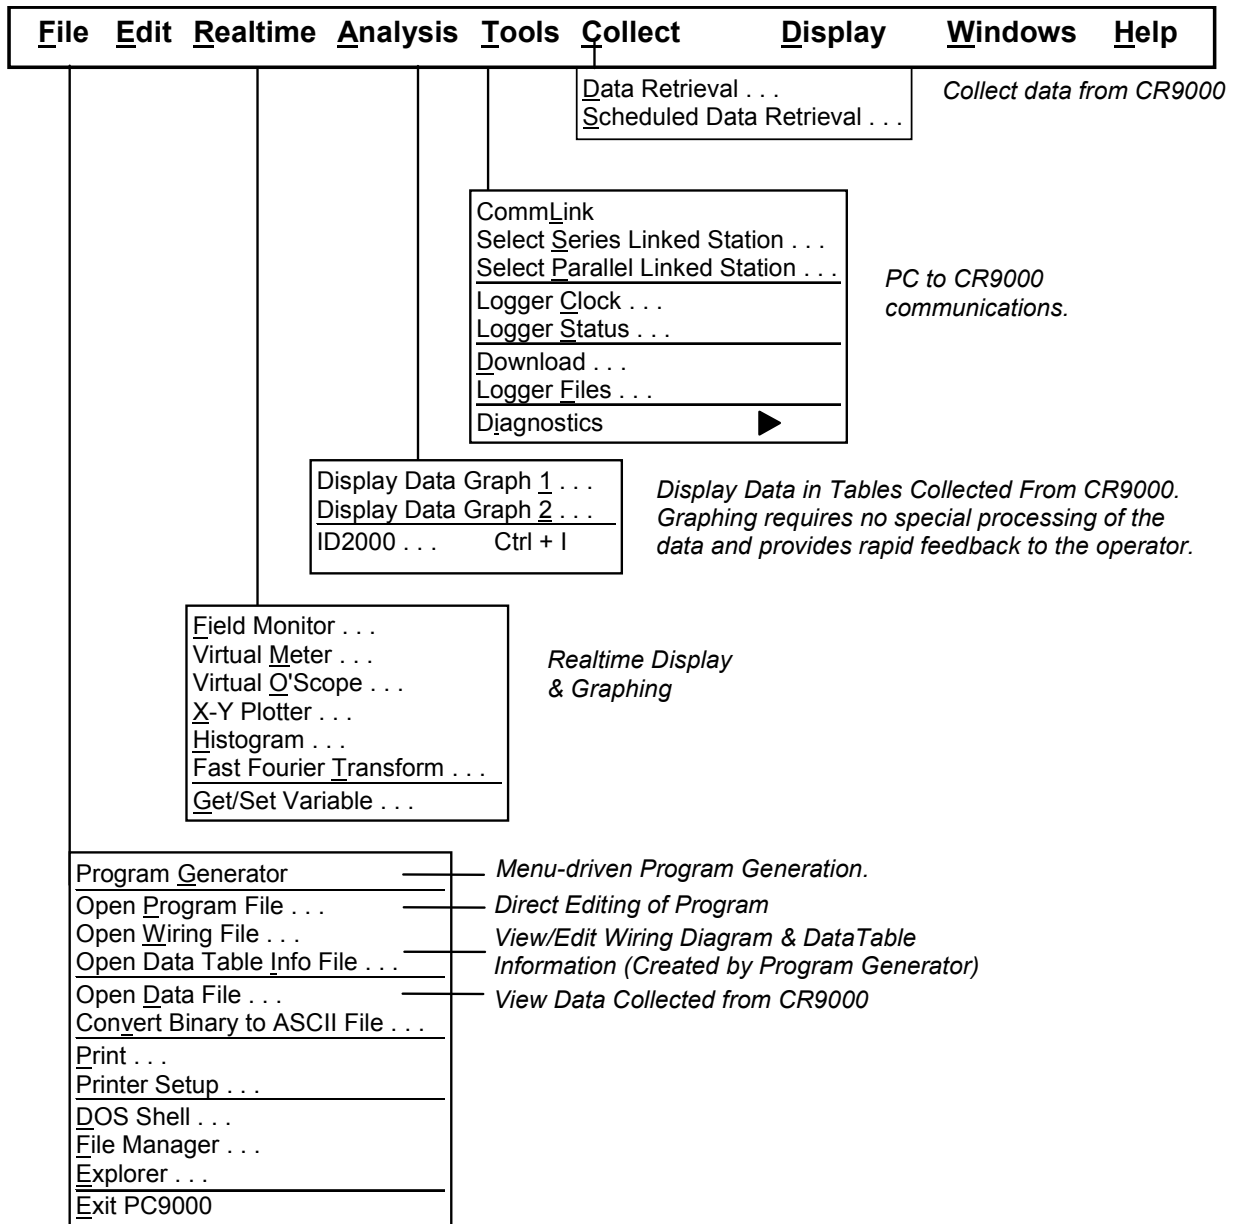 File Edit Realtime Analysis Tools Collect Display Windows Help
Data Retrieval . . .
Scheduled Data Retrieval . . .
Collect data from CR9000
CommLink
Select Series Linked Station . . .
Select Parallel Linked Station . . .
Logger Clock . . .
Logger Status . . .
Download . . .
Logger Files . . .
Diagnostics
PC to CR9000
communications.
Display Data Graph 1 . . .
Display Data Graph 2 . . .
ID2000 . . . Ctrl + I
Display Data in Tables Collected From CR9000.
Graphing requires no special processing of the
data and provides rapid feedback to the operator.
Field Monitor . . .
Virtual Meter . . .
Virtual O'Scope . . .
X-Y Plotter . . .
Histogram . . .
Fast Fourier Transform . . .
Get/Set Variable . . .
Realtime Display
& Graphing
Program Generator
Open Program File . . .
Open Wiring File . . .
Open Data Table Info File . . .
Open Data File . . .
Convert Binary to ASCII File . . .
Print . . .
Printer Setup . . .
DOS Shell . . .
File Manager . . .
Explorer . . .
Exit PC9000
Menu-driven Program Generation.
Direct Editing of Program
View/Edit Wiring Diagram & DataTable
Information (Created by Program Generator)
View Data Collected from CR9000